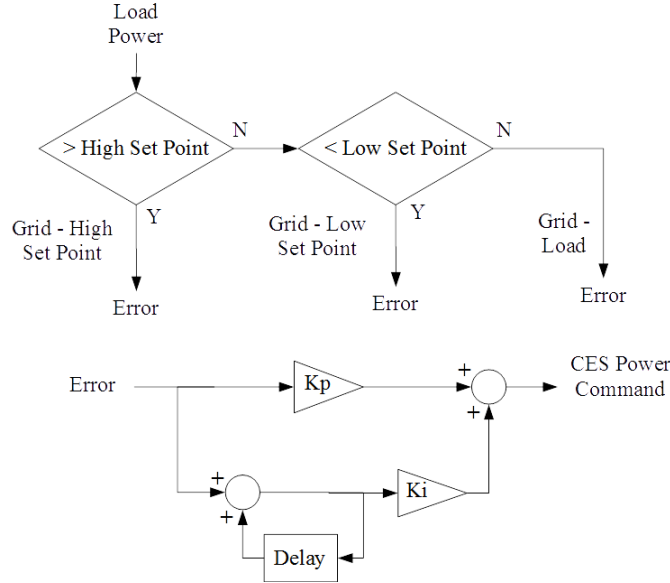 Load
Power
> High Set Point
N
< Low Set Point
N
Y
Grid - High
Set Point
Error
Y
Grid - Low
Set Point
Error
Grid -
Load
Error
Error
Kp
+
+
CES Power
Command
+
+
Ki
Delay